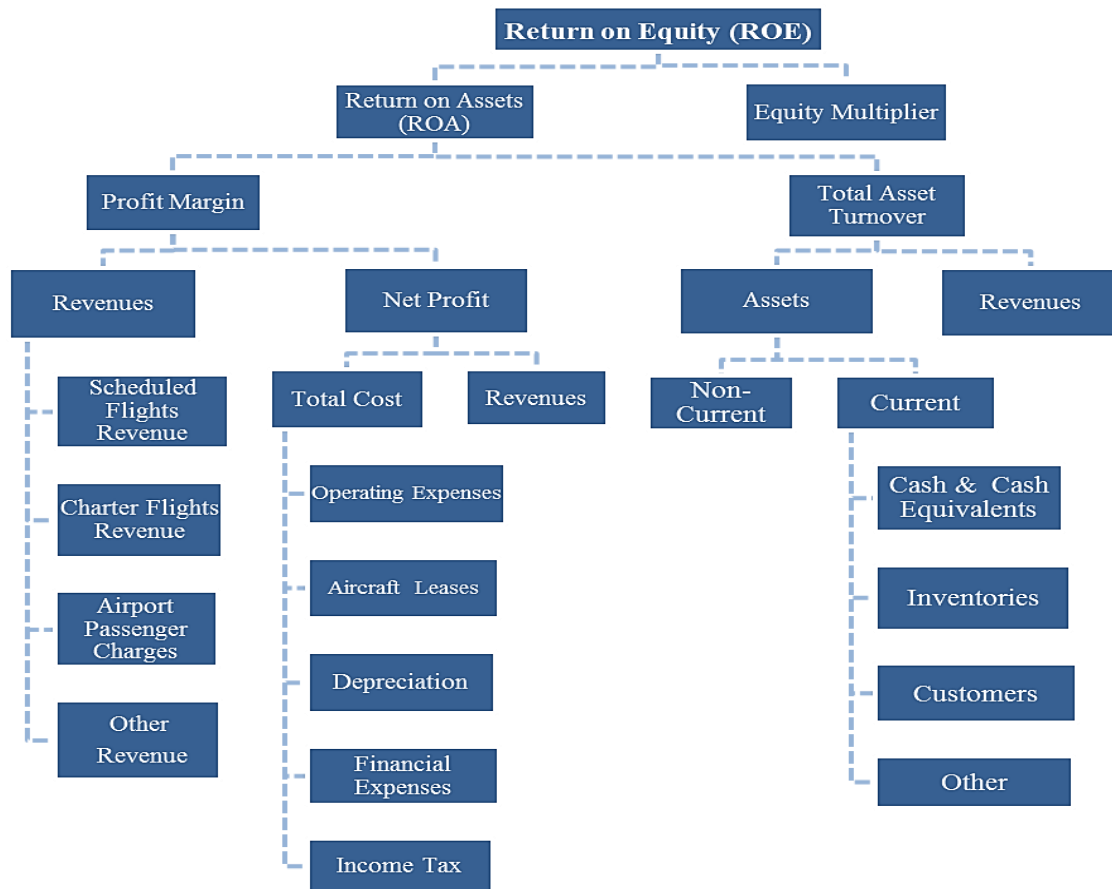 Return on Equity (ROE)
Return on Assets
(ROA)
Equity Multiplier
Profit Margin
Total Asset
Turnover
Revenues
Net Profit
Assets
Revenues
Scheduled
Flights
Revenue
Charter Flights
Revenue
Airport
Passenger
Charges
Other
Revenue
Total Cost
Revenues
Operating Expenses
Aircraft Leases
Depreciation
Financial
Expenses
Income Tax
Non-
Current
Current
Cash & Cash
Equivalents
Inventories
Customers
Other